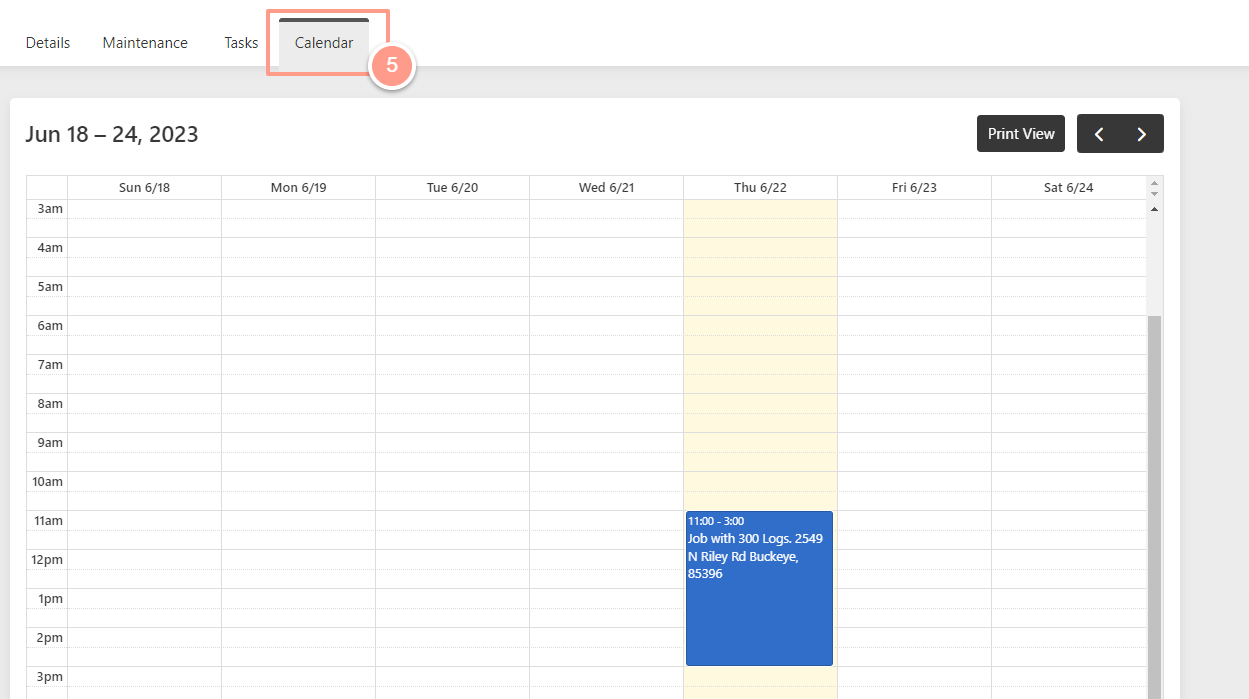 Details Maintenance Tasks Calendar
5
Jun 18 – 24, 2023
Print View
Sun 6/18 Mon 6/19 Tue 6/20 Wed 6/21 Thu 6/22 Fri 6/23 Sat 6/24
3am
4am
5am
6am
7am
8am
9am
10am
11am
11:00 - 3:00
Job with 300 Logs. 2549
N Riley Rd Buckeye,
85396
12pm
1pm
2pm
3pm